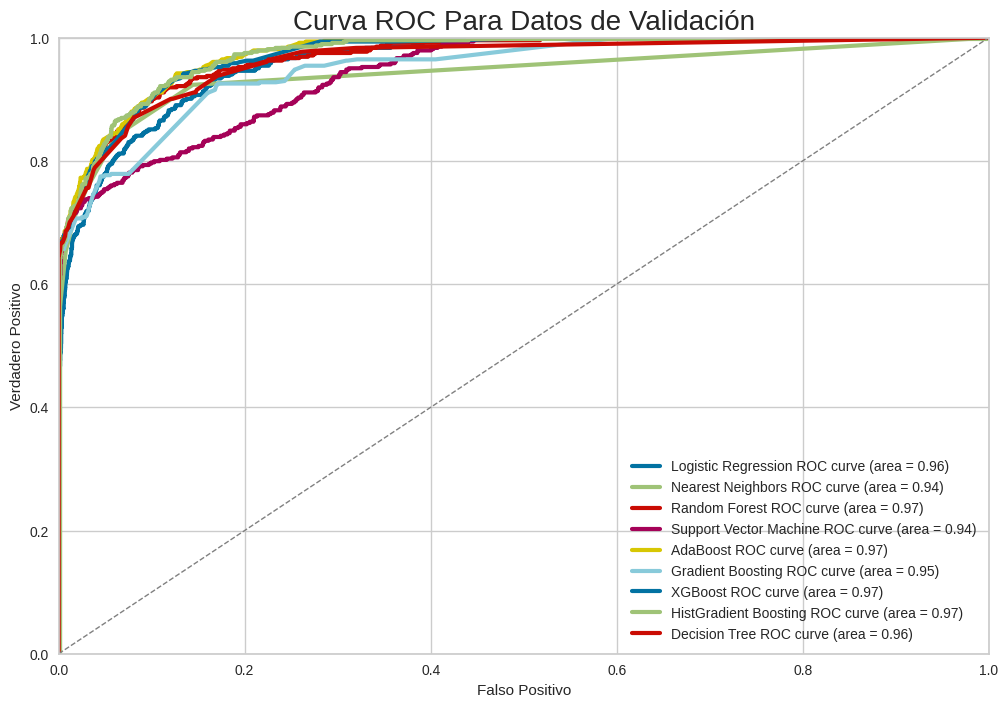 Curva ROC Para Datos de Validación
1.0
0.8
0.6
0.4
0.2
0.0
Verdadero Positivo
Logistic Regression ROC curve (area = 0.96)
Nearest Neighbors ROC curve (area = 0.94)
Random Forest ROC curve (area = 0.97)
Support Vector Machine ROC curve (area = 0.94)
AdaBoost ROC curve (area = 0.97)
Gradient Boosting ROC curve (area = 0.95)
XGBoost ROC curve (area = 0.97)
HistGradient Boosting ROC curve (area = 0.97)
Decision Tree ROC curve (area = 0.96)
0.0 0.2 0.4 0.6 0.8 1.0
Falso Positivo